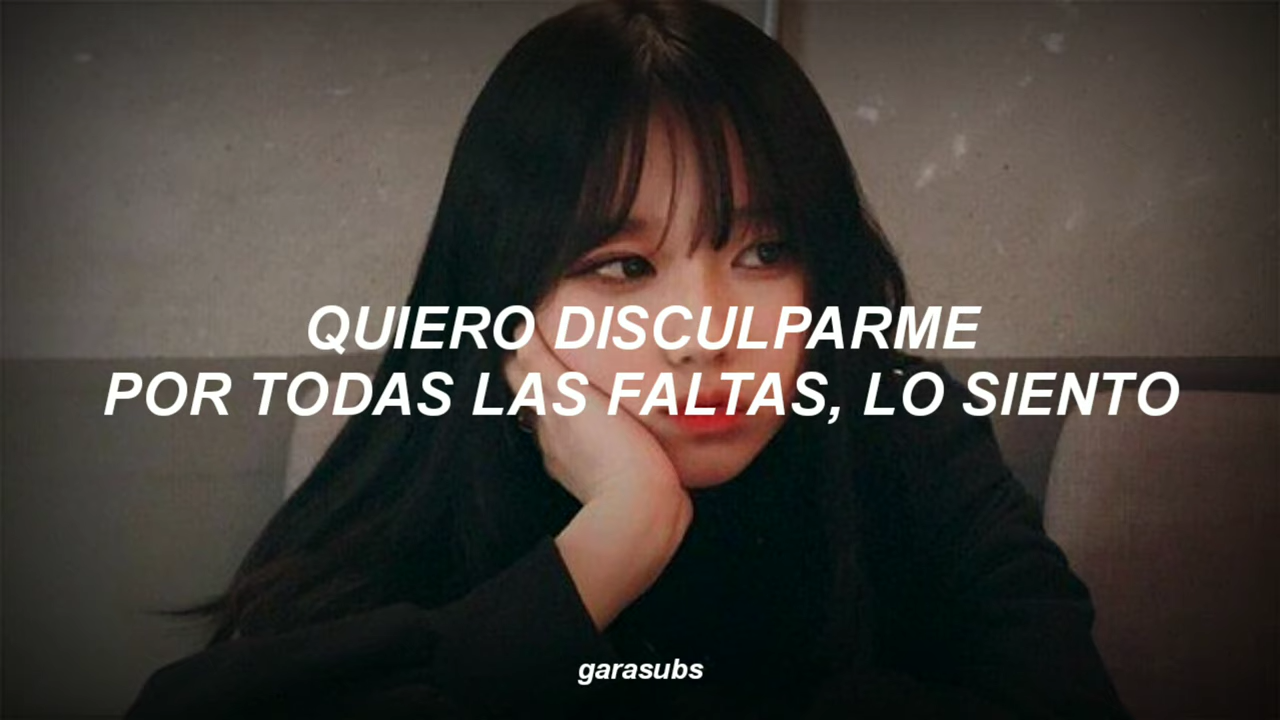 QUIERO DISCULPARME
POR TODAS LAS FALTAS, LO SIENTO
garasubs